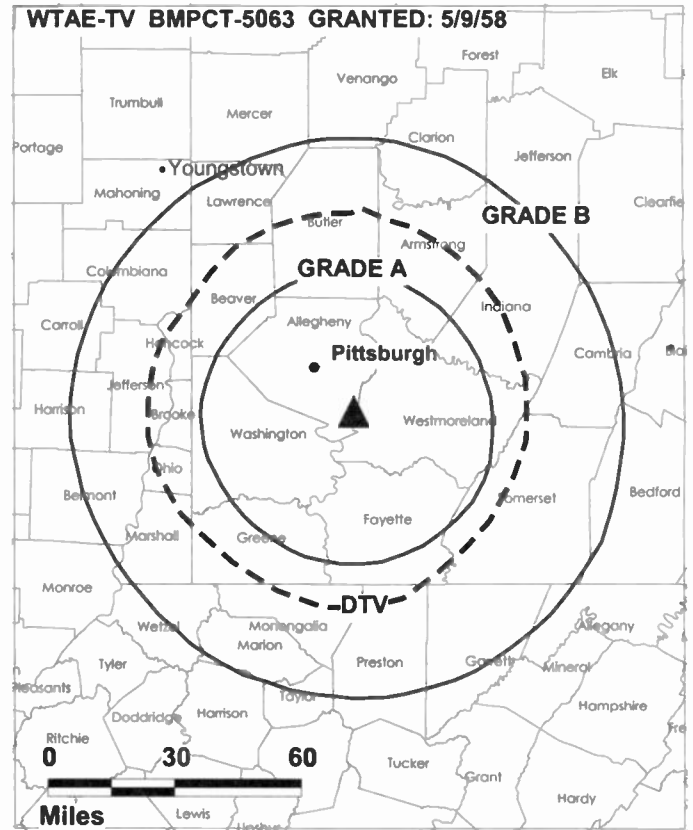 WTAE-TV BMPCT-5063 GRANTED: 5/9/58
Forest
Venango
Elk
Trumbull
Mercer
Clarion
Portage
Jefferson
Youngstown
Mahoning
Lawrence
Clearfie
GRADE B
Butler
Armstrong
Columbiana
GRADE A
Beaver
Indiana
Allegheny
Carroll
Hancock
Pittsburgh
Cambria
Blai
Jefferson
Harrison
Brooke
Westmoreland
Washington
Ohio
Belmont
Somerset
Bedford
Fayette
Marshall
Greene
Monroe
DTV
Wetzel
Monongalia
Allegany
Marion
Tyler
Preston
Garrett
Mineral
Pleasants
Taylor
Hampshire
Doddridge
Harrison
Fre
Ritchie
0 30 60
Tucker
Grant
Hardy
Miles
Lewis